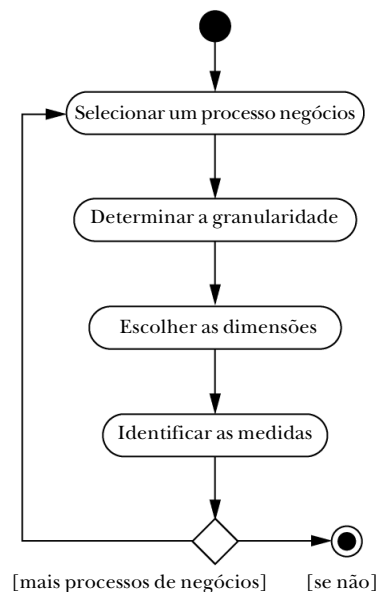 Selecionar um processo negócios
Determinar a granularidade
Escolher as dimensões
Identificar as medidas
[mais processos de negócios]
[se não]